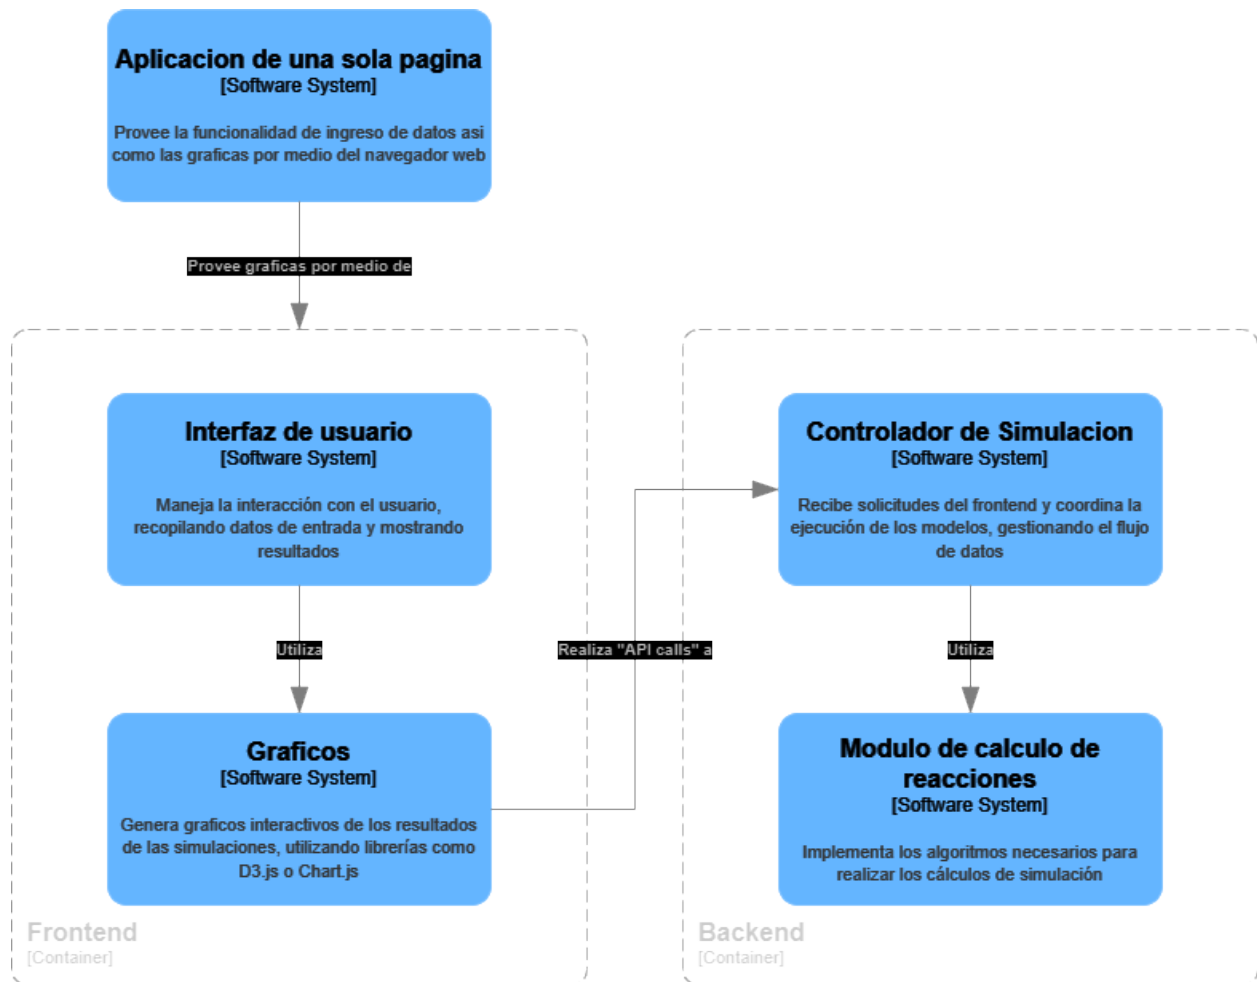 Aplicacion de una sola pagina
[Software System]
Provee la funcionalidad de ingreso de datos asi
como las graficas por medio del navegador web
Provee graficas por medio de
Interfaz de usuario
[Software System]
Maneja la interacción con el usuario,
recopilando datos de entrada y mostrando
resultados
Utiliza
Graficos
[Software System]
Genera graficos interactivos de los resultados
de las simulaciones, utilizando librerías como
D3.js o Chart.js
Frontend
[Container]
Realiza "API calls" a
Controlador de Simulacion
[Software System]
Recibe solicitudes del frontend y coordina la
ejecución de los modelos, gestionando el flujo
de datos
Utiliza
Modulo de calculo de
reacciones
[Software System]
Implementa los algoritmos necesarios para
realizar los cálculos de simulación
Backend
[Container]